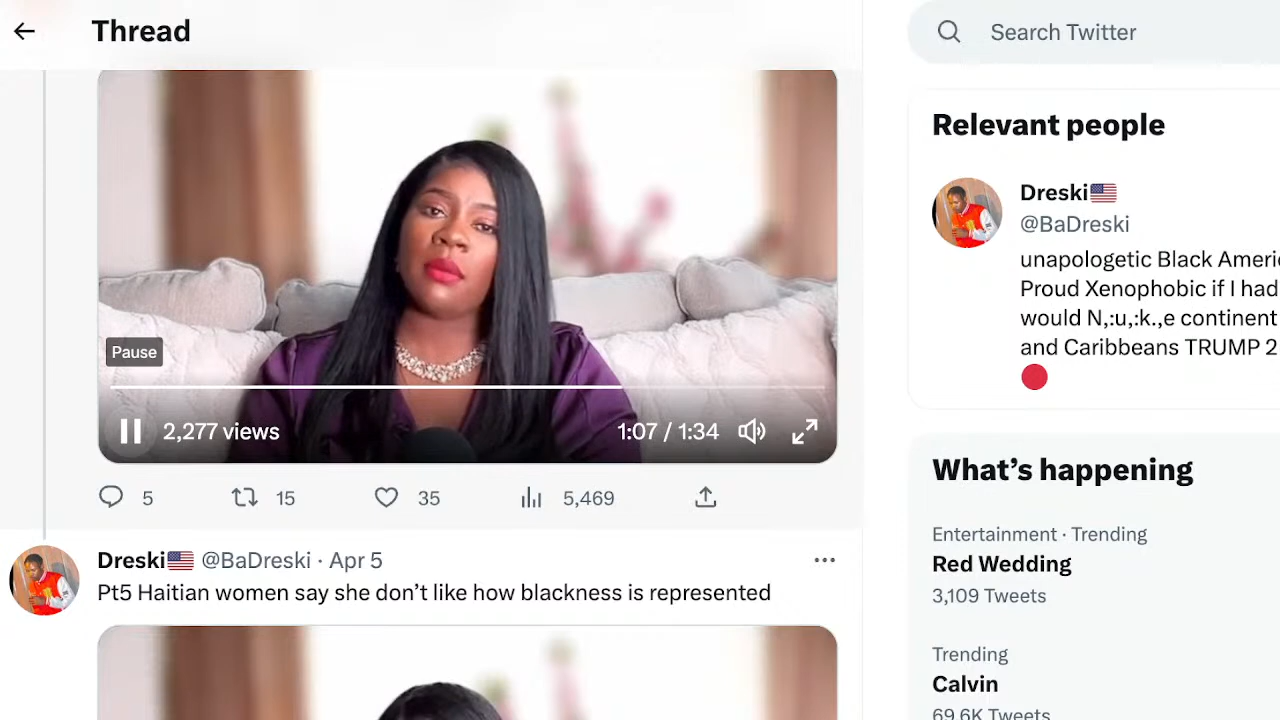 Thread
Search Twitter
Relevant people
Dreski
@BaDreski
unapologetic Black Ameri
Proud Xenophobic if I had
would N,:u,:k.,e continent
and Caribbeans TRUMP 2
Pause
2,277 views
1:07 / 1:34
5
15
35
5,469
What’s happening
Entertainment · Trending
Red Wedding
3,109 Tweets
Dreski @BaDreski · Apr 5
Pt5 Haitian women say she don’t like how blackness is represented
Trending
Calvin
69.6K Tweets